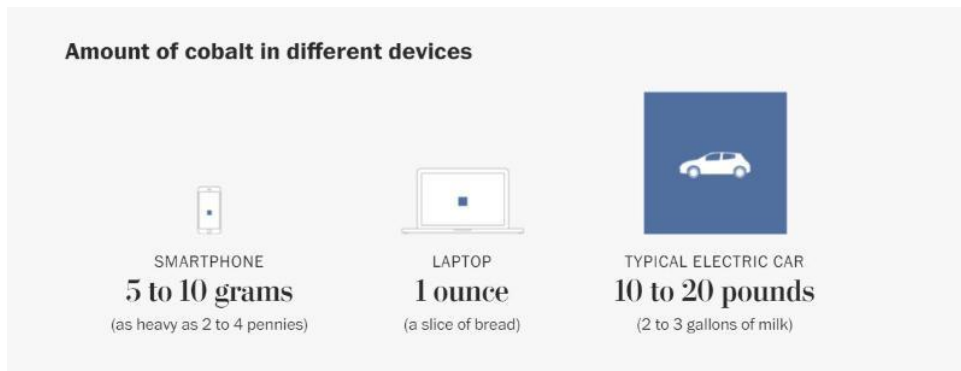 Amount of cobalt in different devices
SMARTPHONE
5 to 10 grams
(as heavy as 2 to 4 pennies)
LAPTOP
1 ounce
(a slice of bread)
TYPICAL ELECTRIC CAR
10 to 20 pounds
(2 to 3 gallons of milk)